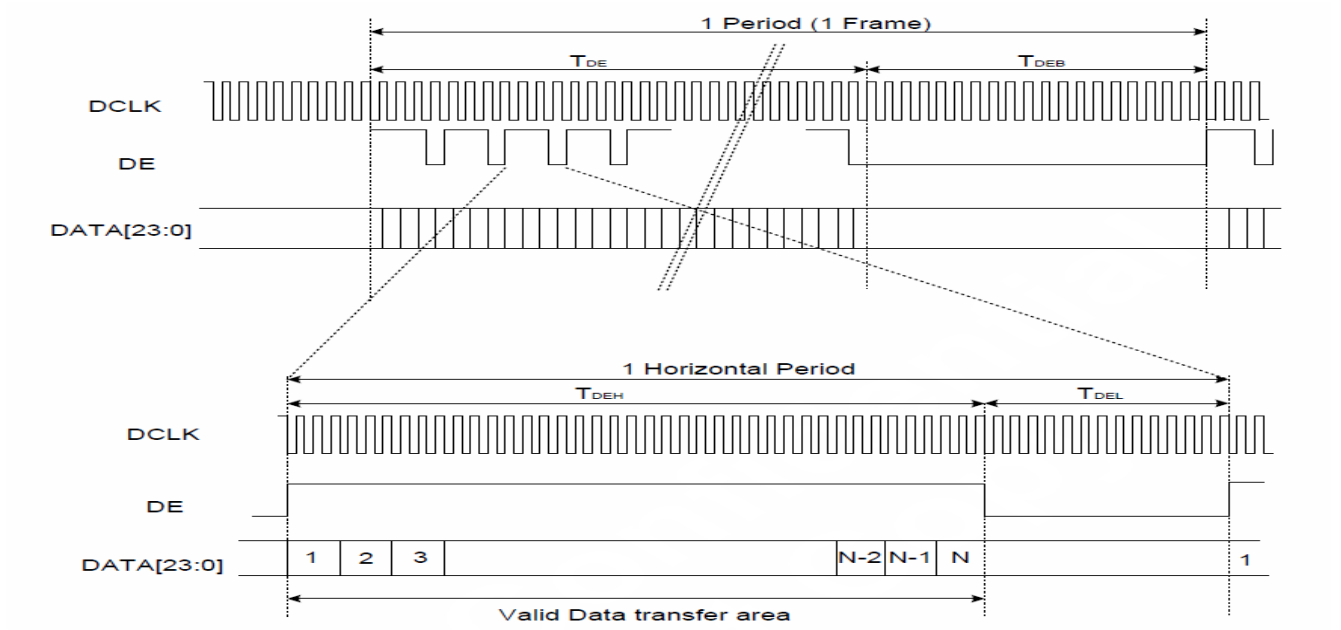 1 Period (1 Frame)
TDE TDEB
DCLK
DE
DATA[23:0]
1 Horizontal Period
TDEH TDEL
DCLK
DE
DATA[23:0] 1 2 3 N-2 N-1 N 1
Valid Data transfer area